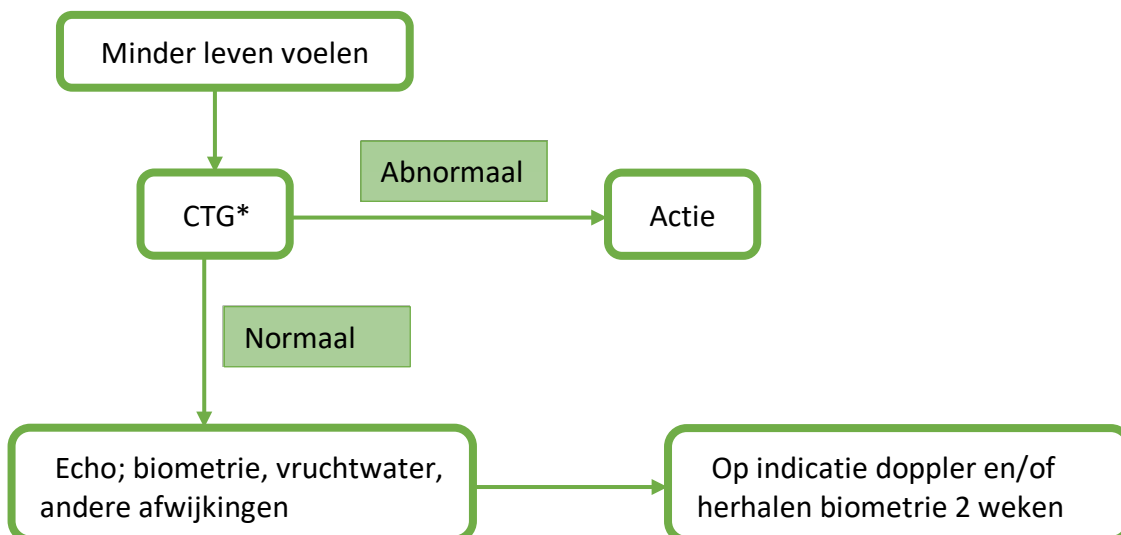 Minder leven voelen
Abnormaal
CTG*
Actie
Normaal
Echo; biometrie, vruchtwater,
andere afwijkingen
Op indicatie doppler en/of
herhalen biometrie 2 weken